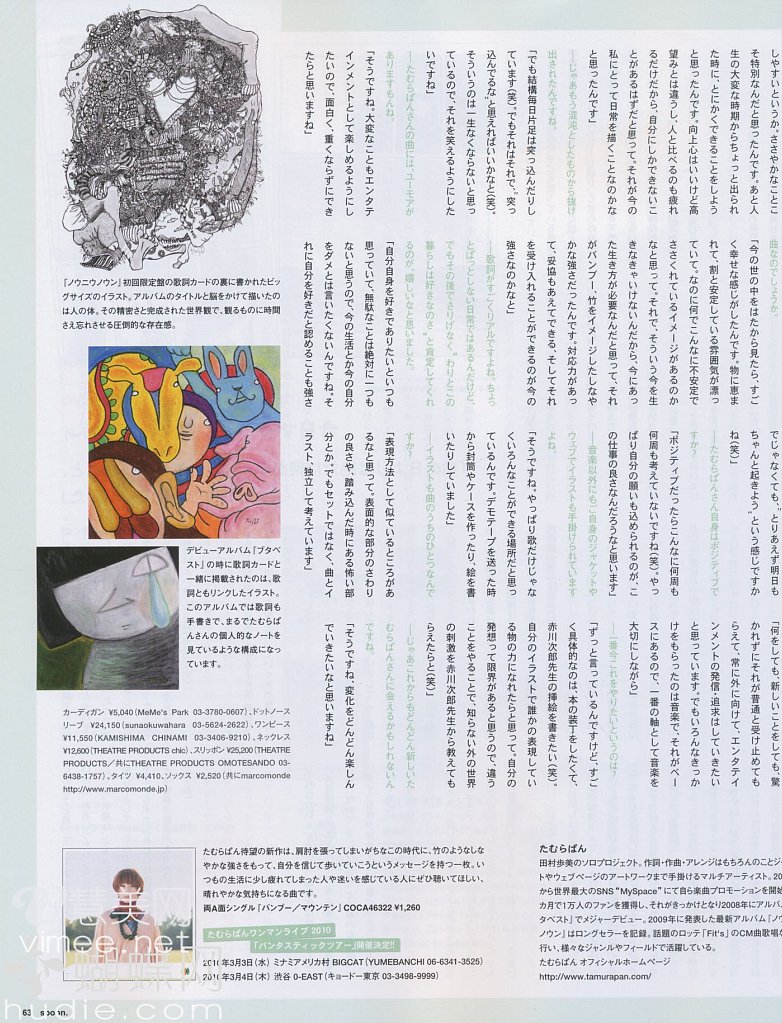 しやすいというか。ささやかなことこ
そ特別なんだと思ったんです。あと人
生の大変な時期からちょっと出られ
た時に、とにかくできることをしよう
と思ったんです。向上心はいいけど高
望みとは違うし、人と比べるのも疲れ
るだけだから、自分にしかできないこ
とがあるはずだと思って。それが今の
私にとって日常を描くことなのかな
と思ったんです」
―じゃあもう混沌としたものから抜け
出されたんですね。
「でも結構毎日片足は突っ込んだりし
ています(笑)。でもそれはそれで、“突っ
込んでるな”と思えればいいかなと(笑)。
そういうのは一生なくならないと思っ
ているので、それを笑えるようにした
いですね」
―たむらぱんさんの曲には、ユーモアが
ありますもんね。
「そうですね。大変なこともエンタテ
インメントとして楽しめるようにし
たいので、面白く、重くならずにでき
たらと思いますね」
曲なのでしょうか。
「今の世の中をはたから見たら、すご
く幸せな感じがしたんです。物に恵ま
れて、割と安定している雰囲気が漂っ
ていて。なのに何でこんなに不安定で
ささくれているイメージがあるのか
なと思って。それで、そういう今を生
きなきゃいけないんだから、今にあっ
た生き方が必要なんだと思って、それ
がバンブー、竹をイメージしたしなや
かな強さだったんです。対応力があっ
て、妥協もあえてできる、そしてそれ
を受け入れることができるのが今の
強さなのかなと」
―歌詞がすごくリアルですよね。ちょっ
とぱっとしない日常ではあるんだけど、
でもその後でさりげなく、“わりとこの
暮らしは好きなのさ”と肯定してくれ
るのが、嬉しいなと思いました。
「自分自身を好きでありたいといつも
思っていて、無駄なことは絶対に一つも
ないと思うので、今の生活とか今の自分
をダメとは言いたくないんですね。そ
れに自分を好きだと認めることも強さ
でじゃなくても、“とりあえず明日も
ちゃんと起きよう”という感じですか
ね(笑)」
―たむらぱんさん自身はポジティブで
すか?
「ポジティブだったらこんなに何周も
何周も考えていないですね(笑)。やっ
ぱり自分の願いも込められるのが、こ
の仕事の良さなんだろうなと思います」
―音楽以外にもご自身のジャケットや
ウェブでイラストも手掛けられています
よね。
「そうですね。やっぱり歌だけじゃな
くいろんなことができる場所だと思っ
ているんです。デモテープを送った時
から封筒やケースを作ったり、絵を書
いたりしていました」
―イラストも曲のうちのひとつなんで
すか?
「表現方法として似ているところがあ
るなと思って。表面的な部分のさわり
の良さや、踏み込んだ時にある怖い部
分とか。でもセットではなく、曲とイ
ラスト、独立して考えています」
「何をしても、新しいことをしても、驚
かれずにそれが普通と受け止めても
らえて、常に外に向けて、エンタテイ
ンメントの発信・追求はしていきたい
と思っています。でもいろんなきっか
けをもらったのは音楽で、それがベー
スにあるので、一番の軸として音楽を
大切にしながら」
―一番今これをやりたいというのは?
「ずっと言っているんですけど、すご
く具体的なのは、本の装丁をしたくて、
赤川次郎先生の挿絵を書きたい(笑)。
自分のイラストで誰かの表現してい
る物の力になれたらと思って。自分の
発想って限界があると思うので、違う
ことをやることで、知らない外の世界
の刺激を赤川次郎先生から教えても
らえたらと(笑)」
―じゃあこれからもどんどん新しいた
むらぱんさんに会えるかもしれないん
ですね。
「そうですね、変化をどんどん楽しん
でいきたいなと思いますね」
『ノウニウノウン』初回限定盤の歌詞カードの裏に書かれたビッ
グサイズのイラスト。アルバムのタイトルと脳をかけて描いたの
は人の体。その精密さと完成された世界観で、観るものに時間
さえ忘れさせる圧倒的な存在感。
デビューアルバム『ブタベ
スト』の時に歌詞カードと
一緒に掲載されたのは、歌
詞ともリンクしたイラスト。
このアルバムでは歌詞も
手書きで、まるでたむらぱ
んさんの個人的なノートを
見ているような構成になっ
ています。
カーディガン ¥5,040(MeMe's Park 03-3780-0607)、ドットノース
リーブ ¥24,150(sunaokuwahara 03-5624-2622)、ワンピース
¥11,550(KAMISHIMA CHINAMI 03-3406-9210)、ネックレス
¥12,600(THEATRE PRODUCTS chic)、スリッポン¥25,200(THEATRE
PRODUCTS/共にTHEATRE PRODUCTS OMOTESANDO 03-
6438-1757)、タイツ ¥4,410、ソックス ¥2,520(共にmarcomonde
http://www.marcomonde.jp)
たむらぱん待望の新作は、肩肘を張ってしまいがちなこの時代に、竹のようなしな
やかな強さをもって、自分を信じて歩いていこうというメッセージを持つ一枚。い
つもの生活に少し疲れてしまった人や迷いを感じている人にぜひ聴いてほしい、
晴れやかな気持ちになる曲です。
両A面シングル「バンブー/マウンテン」 COCA46322 ¥1,260
たむらぱんワンマンライブ 2010
「パンタスティックツアー」開催決定!!
2010年3月3日(水) ミナミアメリカ村 BIGCAT (YUMEBANCHI 06-6341-3525)
2010年3月4日(木) 渋谷 O-EAST (キョードー東京 03-3498-9999)
たむらぱん
田村歩美のソロプロジェクト。作詞・作曲・アレンジはもちろんのことジャ
トやウェブページのアートワークまで手掛けるマルチアーティスト。20
から世界最大のSNS “MySpace”にて自ら楽曲プロモーションを開始
カ月で1万人のファンを獲得し、それがきっかけとなり2008年にアルバム
タベスト』でメジャーデビュー。2009年に発表した最新アルバム『ノウ
ノウン』はロングセラーを記録。話題のロッテ『Fit's』のCM曲歌唱な
行い、様々なジャンルやフィールドで活躍している。
たむらぱん オフィシャルホームページ
http://www.tamurapan.com/
vimee.net
hudie.com
63 spoon.